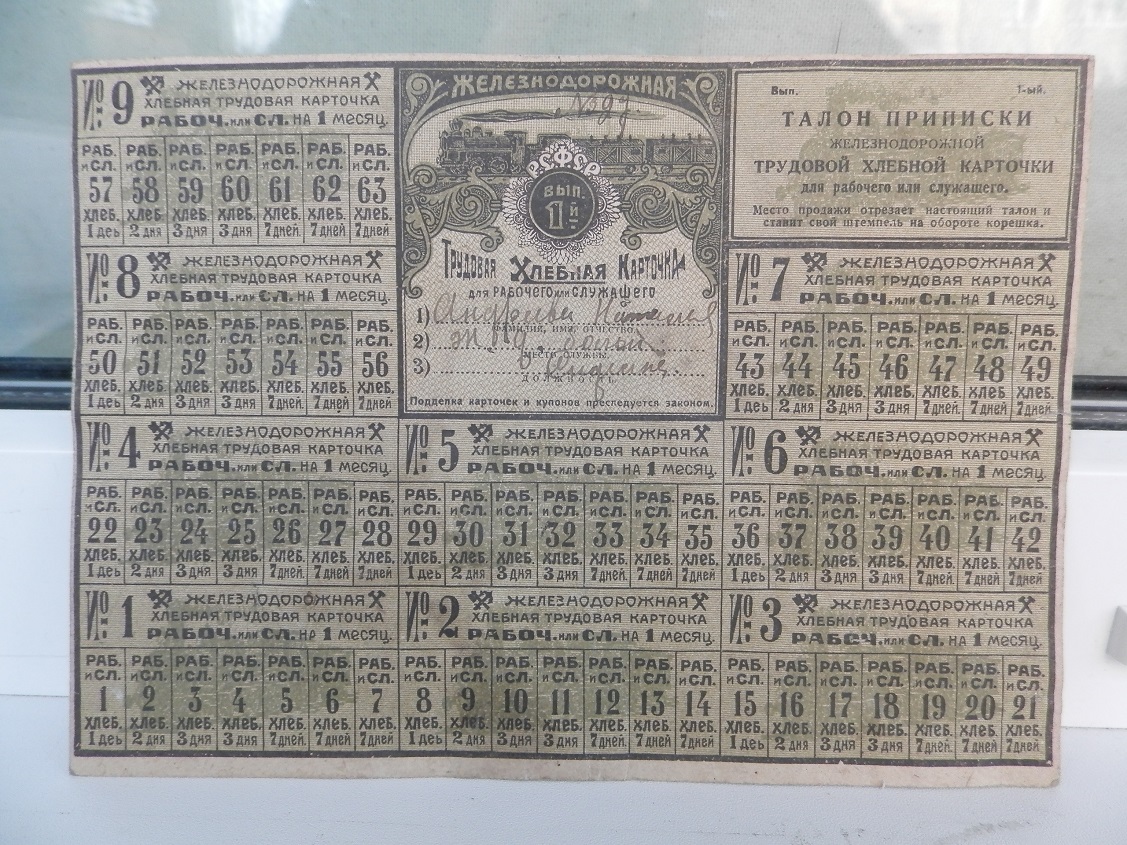 № 9 ЖЕЛЕЗНОДОРОЖНАЯ
ХЛЕБНАЯ ТРУДОВАЯ КАРТОЧКА
РАБОЧ. или СЛ. НА 1 МЕСЯЦ.
РАБ. РАБ. РАБ. РАБ. РАБ. РАБ. РАБ.
и СЛ. и СЛ. и СЛ. и СЛ. и СЛ. и СЛ. и СЛ.
57 58 59 60 61 62 63
ХЛЕБ. ХЛЕБ. ХЛЕБ. ХЛЕБ. ХЛЕБ. ХЛЕБ. ХЛЕБ.
1 деь 2 дня 3 дня 3 дня 7 дней 7 дней 7 дней
ЖЕЛЕЗНОДОРОЖНАЯ
РСФСР
ВЫП.
1й
ТРУДОВАЯ ХЛЕБНАЯ КАРТОЧКА
для РАБОЧЕГО или СЛУЖАЩЕГО
1)
ФАМИЛИЯ, ИМЯ, ОТЧЕСТВО
2)
МЕСТО СЛУЖБЫ.
3)
ДОЛЖНОСТЬ
Подделка карточек и купонов преследуется законом.
Вып. 1-ый.
ТАЛОН ПРИПИСКИ
ЖЕЛЕЗНОДОРОЖНОЙ
ТРУДОВОЙ ХЛЕБНОЙ КАРТОЧКИ
для рабочего или служащего.
Место продажи отрезает настоящий талон и
ставит свой штемпель на обороте корешка.
№ 8 ЖЕЛЕЗНОДОРОЖНАЯ
ХЛЕБНАЯ ТРУДОВАЯ КАРТОЧКА
РАБОЧ. или СЛ. НА 1 МЕСЯЦ.
РАБ. РАБ. РАБ. РАБ. РАБ. РАБ. РАБ.
и СЛ. и СЛ. и СЛ. и СЛ. и СЛ. и СЛ. и СЛ.
50 51 52 53 54 55 56
ХЛЕБ. ХЛЕБ. ХЛЕБ. ХЛЕБ. ХЛЕБ. ХЛЕБ. ХЛЕБ.
1 деь 2 дня 3 дня 3 дня 7 дней. 7 дней 7 дней
№ 7 ЖЕЛЕЗНОДОРОЖНАЯ
ХЛЕБНАЯ ТРУДОВАЯ КАРТОЧКА
РАБОЧ. или СЛ. НА 1 МЕСЯЦ.
РАБ. РАБ. РАБ. РАБ. РАБ. РАБ. РАБ.
и СЛ. и СЛ. и СЛ. и СЛ. и СЛ. и СЛ. и СЛ.
43 44 45 46 47 48 49
ХЛЕБ. ХЛЕБ. ХЛЕБ. ХЛЕБ. ХЛЕБ. ХЛЕБ. ХЛЕБ.
1 деь 2 дня 3 дня 3 дня 7 дней. 7 дней 7 дней
№ 4 ЖЕЛЕЗНОДОРОЖНАЯ
ХЛЕБНАЯ ТРУДОВАЯ КАРТОЧКА
РАБОЧ. или СЛ. НА 1 МЕСЯЦ.
РАБ. РАБ. РАБ. РАБ. РАБ. РАБ. РАБ.
и СЛ. и СЛ. и СЛ. и СЛ. и СЛ. и СЛ. и СЛ.
22 23 24 25 26 27 28
ХЛЕБ. ХЛЕБ. ХЛЕБ. ХЛЕБ. ХЛЕБ. ХЛЕБ. ХЛЕБ.
1 деь 2 дня 3 дня 3 дня 7 дней. 7 дней 7 дней
№ 5 ЖЕЛЕЗНОДОРОЖНАЯ
ХЛЕБНАЯ ТРУДОВАЯ КАРТОЧКА
РАБОЧ. или СЛ. НА 1 МЕСЯЦ.
РАБ. РАБ. РАБ. РАБ. РАБ. РАБ. РАБ.
и СЛ. и СЛ. и СЛ. и СЛ. и СЛ. и СЛ. и СЛ.
29 30 31 32 33 34 35
ХЛЕБ. ХЛЕБ. ХЛЕБ. ХЛЕБ. ХЛЕБ. ХЛЕБ. ХЛЕБ.
1 деь 2 дня 3 дня 3 дня 7 дней. 7 дней 7 дней
№ 6 ЖЕЛЕЗНОДОРОЖНАЯ
ХЛЕБНАЯ ТРУДОВАЯ КАРТОЧКА
РАБОЧ. или СЛ. НА 1 МЕСЯЦ.
РАБ. РАБ. РАБ. РАБ. РАБ. РАБ. РАБ.
и СЛ. и СЛ. и СЛ. и СЛ. и СЛ. и СЛ. и СЛ.
36 37 38 39 40 41 42
ХЛЕБ. ХЛЕБ. ХЛЕБ. ХЛЕБ. ХЛЕБ. ХЛЕБ. ХЛЕБ.
1 деь 2 дня 3 дня 3 дня 7 дней. 7 дней 7 дней
№ 1 ЖЕЛЕЗНОДОРОЖНАЯ
ХЛЕБНАЯ ТРУДОВАЯ КАРТОЧКА
РАБОЧ. или СЛ. НА 1 МЕСЯЦ.
РАБ. РАБ. РАБ. РАБ. РАБ. РАБ. РАБ.
и СЛ. и СЛ. и СЛ. и СЛ. и СЛ. и СЛ. и СЛ.
1 2 3 4 5 6 7
ХЛЕБ. ХЛЕБ. ХЛЕБ. ХЛЕБ. ХЛЕБ. ХЛЕБ. ХЛЕБ.
1 деь 2 дня 3 дня 3 дня 7 дней. 7 дней 7 дней
№ 2 ЖЕЛЕЗНОДОРОЖНАЯ
ХЛЕБНАЯ ТРУДОВАЯ КАРТОЧКА
РАБОЧ. или СЛ. НА 1 МЕСЯЦ.
РАБ. РАБ. РАБ. РАБ. РАБ. РАБ. РАБ.
и СЛ. и СЛ. и СЛ. и СЛ. и СЛ. и СЛ. и СЛ.
8 9 10 11 12 13 14
ХЛЕБ. ХЛЕБ. ХЛЕБ. ХЛЕБ. ХЛЕБ. ХЛЕБ. ХЛЕБ.
1 деь 2 дня 3 дня 3 дня 7 дней. 7 дней 7 дней
№ 3 ЖЕЛЕЗНОДОРОЖНАЯ
ХЛЕБНАЯ ТРУДОВАЯ КАРТОЧКА
РАБОЧ. или СЛ. НА 1 МЕСЯЦ.
РАБ. РАБ. РАБ. РАБ. РАБ. РАБ. РАБ.
и СЛ. и СЛ. и СЛ. и СЛ. и СЛ. и СЛ. и СЛ.
15 16 17 18 19 20 21
ХЛЕБ. ХЛЕБ. ХЛЕБ. ХЛЕБ. ХЛЕБ. ХЛЕБ. ХЛЕБ.
1 деь 2 дня 3 дня 3 дня 7 дней. 7 дней 7 дней